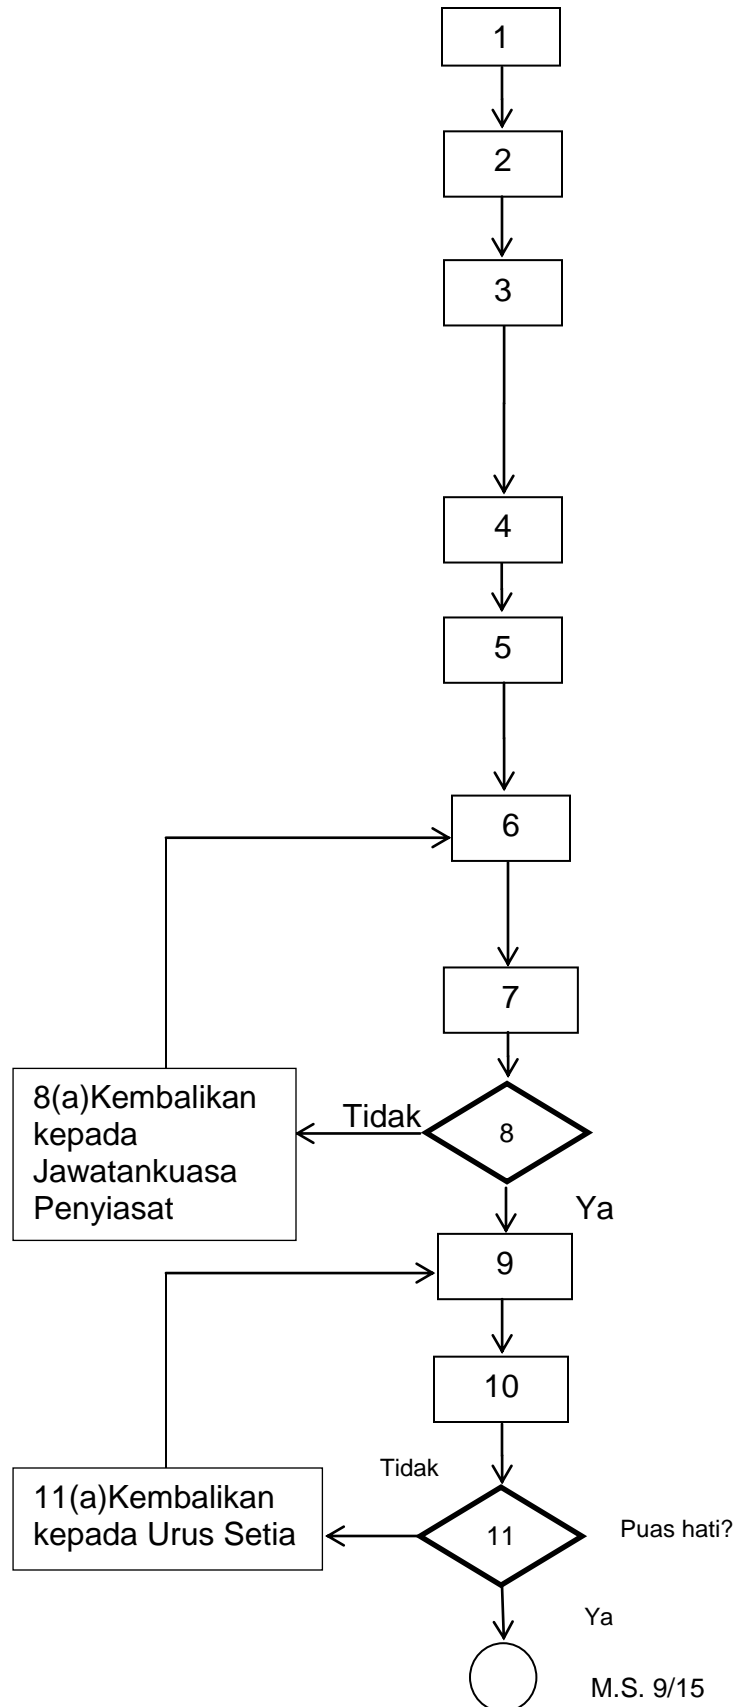 1
2
3
4
5
6
7
8(a)Kembalikan
kepada
Jawatankuasa
Penyiasat
Tidak
8
Ya
9
10
Tidak
11(a)Kembalikan
kepada Urus Setia
11
Puas hati?
Ya
M.S. 9/15